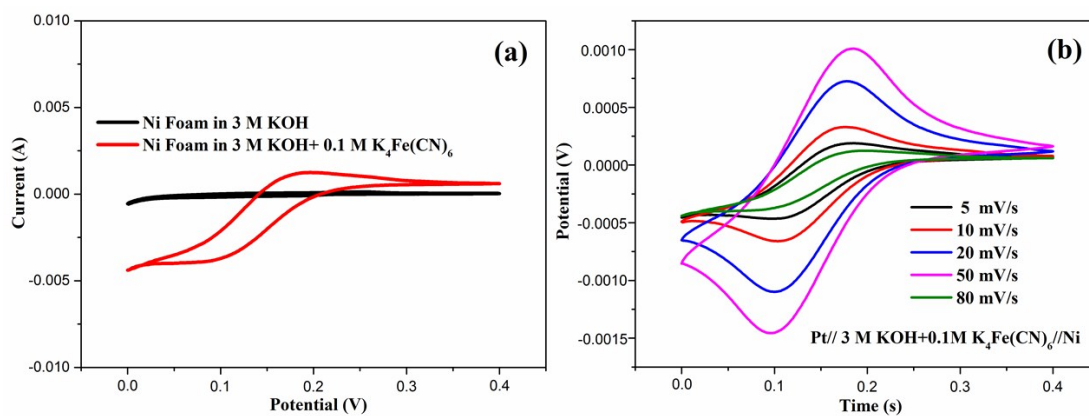 (a)
0.010
0.005
0.000
-0.005
-0.010
Current (A)
Ni Foam in 3 M KOH
Ni Foam in 3 M KOH+ 0.1 M K₄Fe(CN)₆
0.0 0.1 0.2 0.3 0.4
Potential (V)
(b)
0.0010
0.0005
0.0000
-0.0005
-0.0010
-0.0015
Potential (V)
5 mV/s
10 mV/s
20 mV/s
50 mV/s
80 mV/s
Pt// 3 M KOH+0.1M K₄Fe(CN)₆//Ni
0.0 0.1 0.2 0.3 0.4
Time (s)